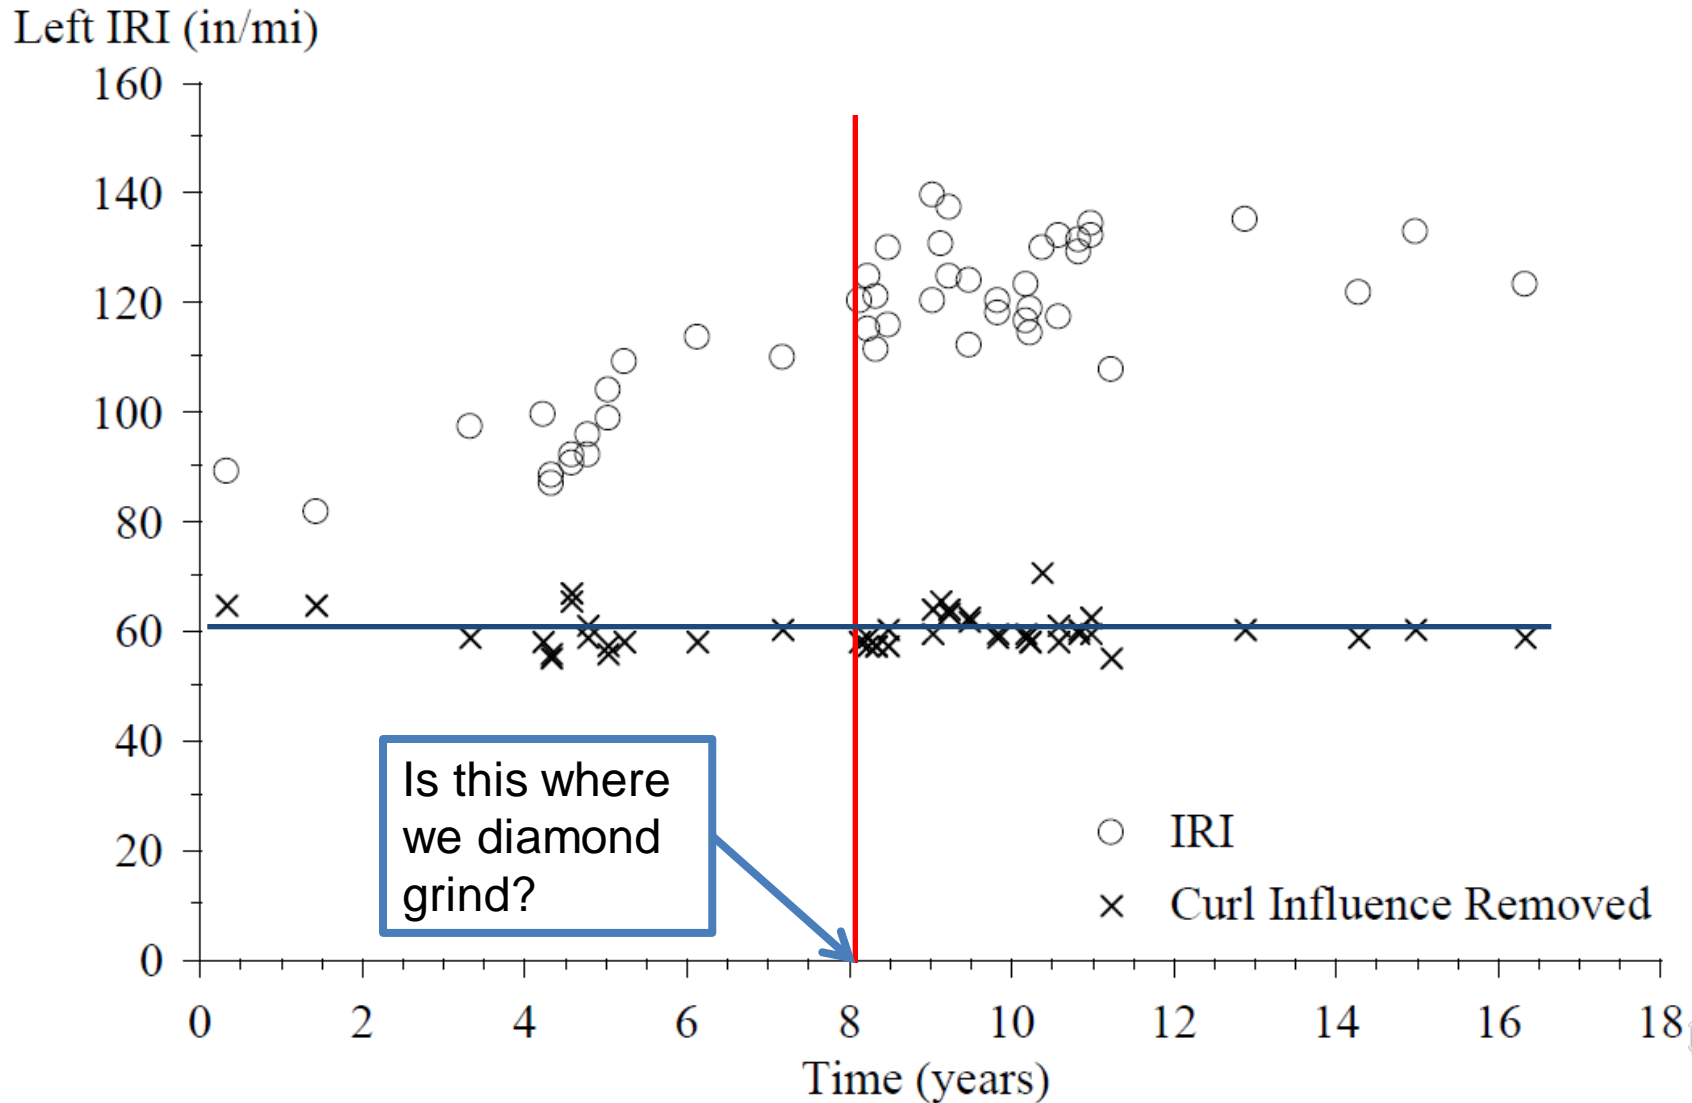 Left IRI (in/mi)
160
140
120
100
80
60
40
20
0
Is this where
we diamond
grind?
IRI
Curl Influence Removed
0 2 4 6 8 10 12 14 16 18
Time (years)